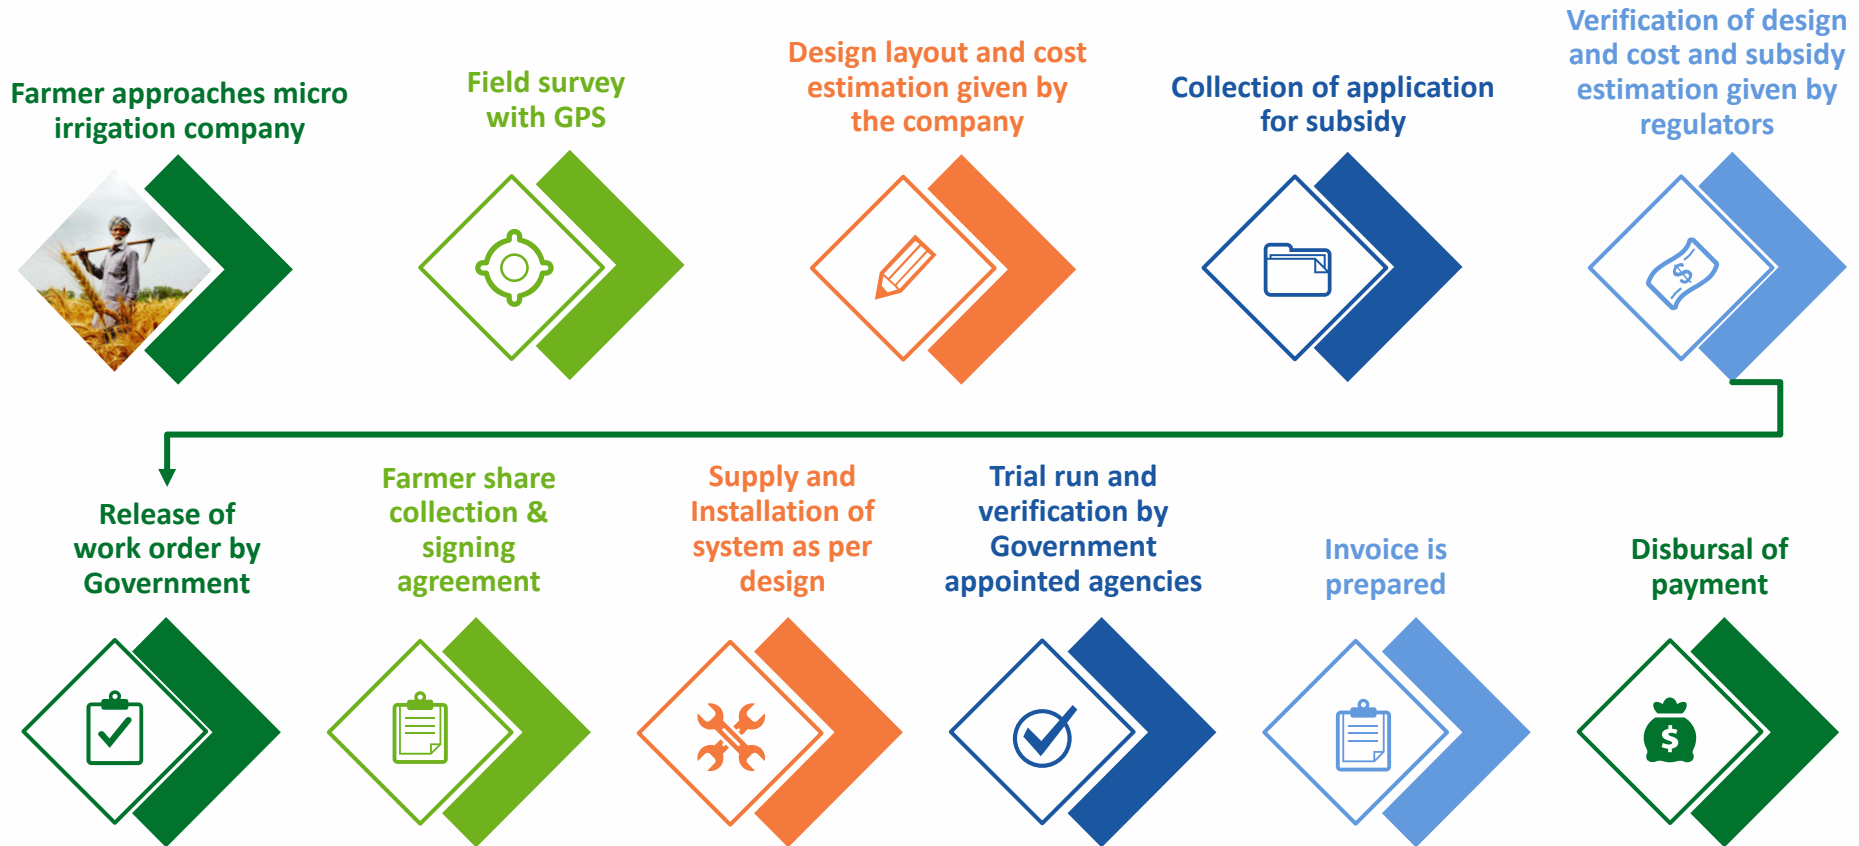 Farmer approaches micro
irrigation company
Field survey
with GPS
Design layout and cost
estimation given by
the company
Collection of application
for subsidy
Verification of design
and cost and subsidy
estimation given by
regulators
$
Release of
work order by
Government
Farmer share
collection &
signing
agreement
Supply and
Installation of
system as per
design
Trial run and
verification by
Government
appointed agencies
Invoice is
prepared
Disbursal of
payment
$